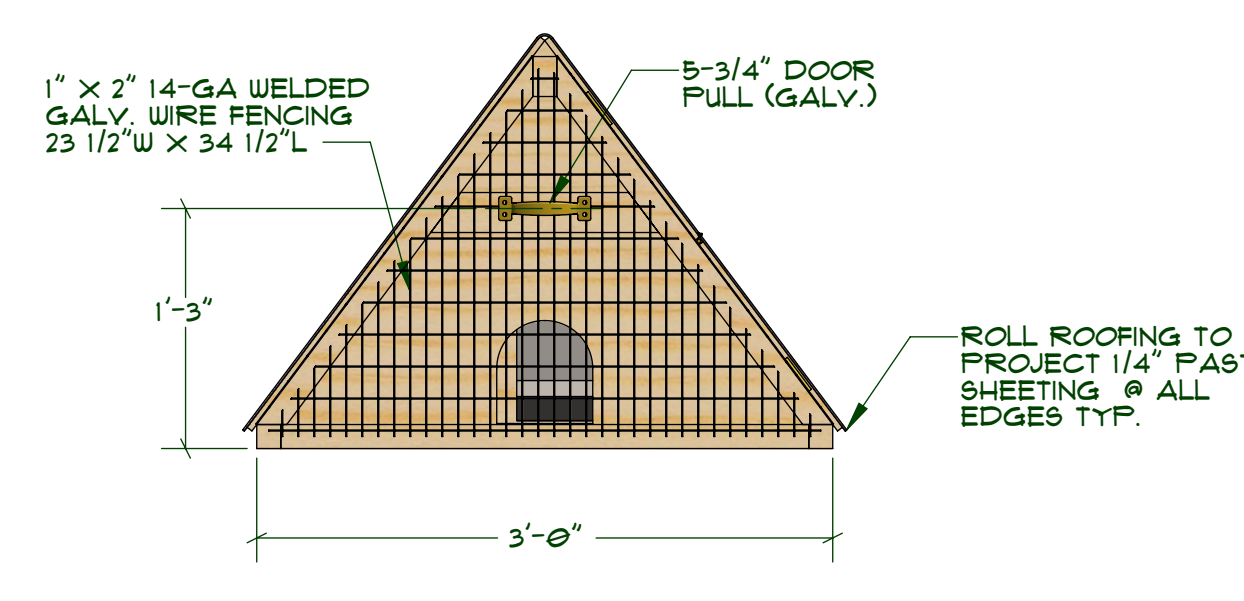 1" X 2" 14-GA WELDED
GALV. WIRE FENCING
23 1/2"W X 34 1/2"L
5-3/4" DOOR
PULL (GALV.)
1'-3"
ROLL ROOFING TO
PROJECT 1/4" PAST
SHEETING @ ALL
EDGES TYP.
3'-0"